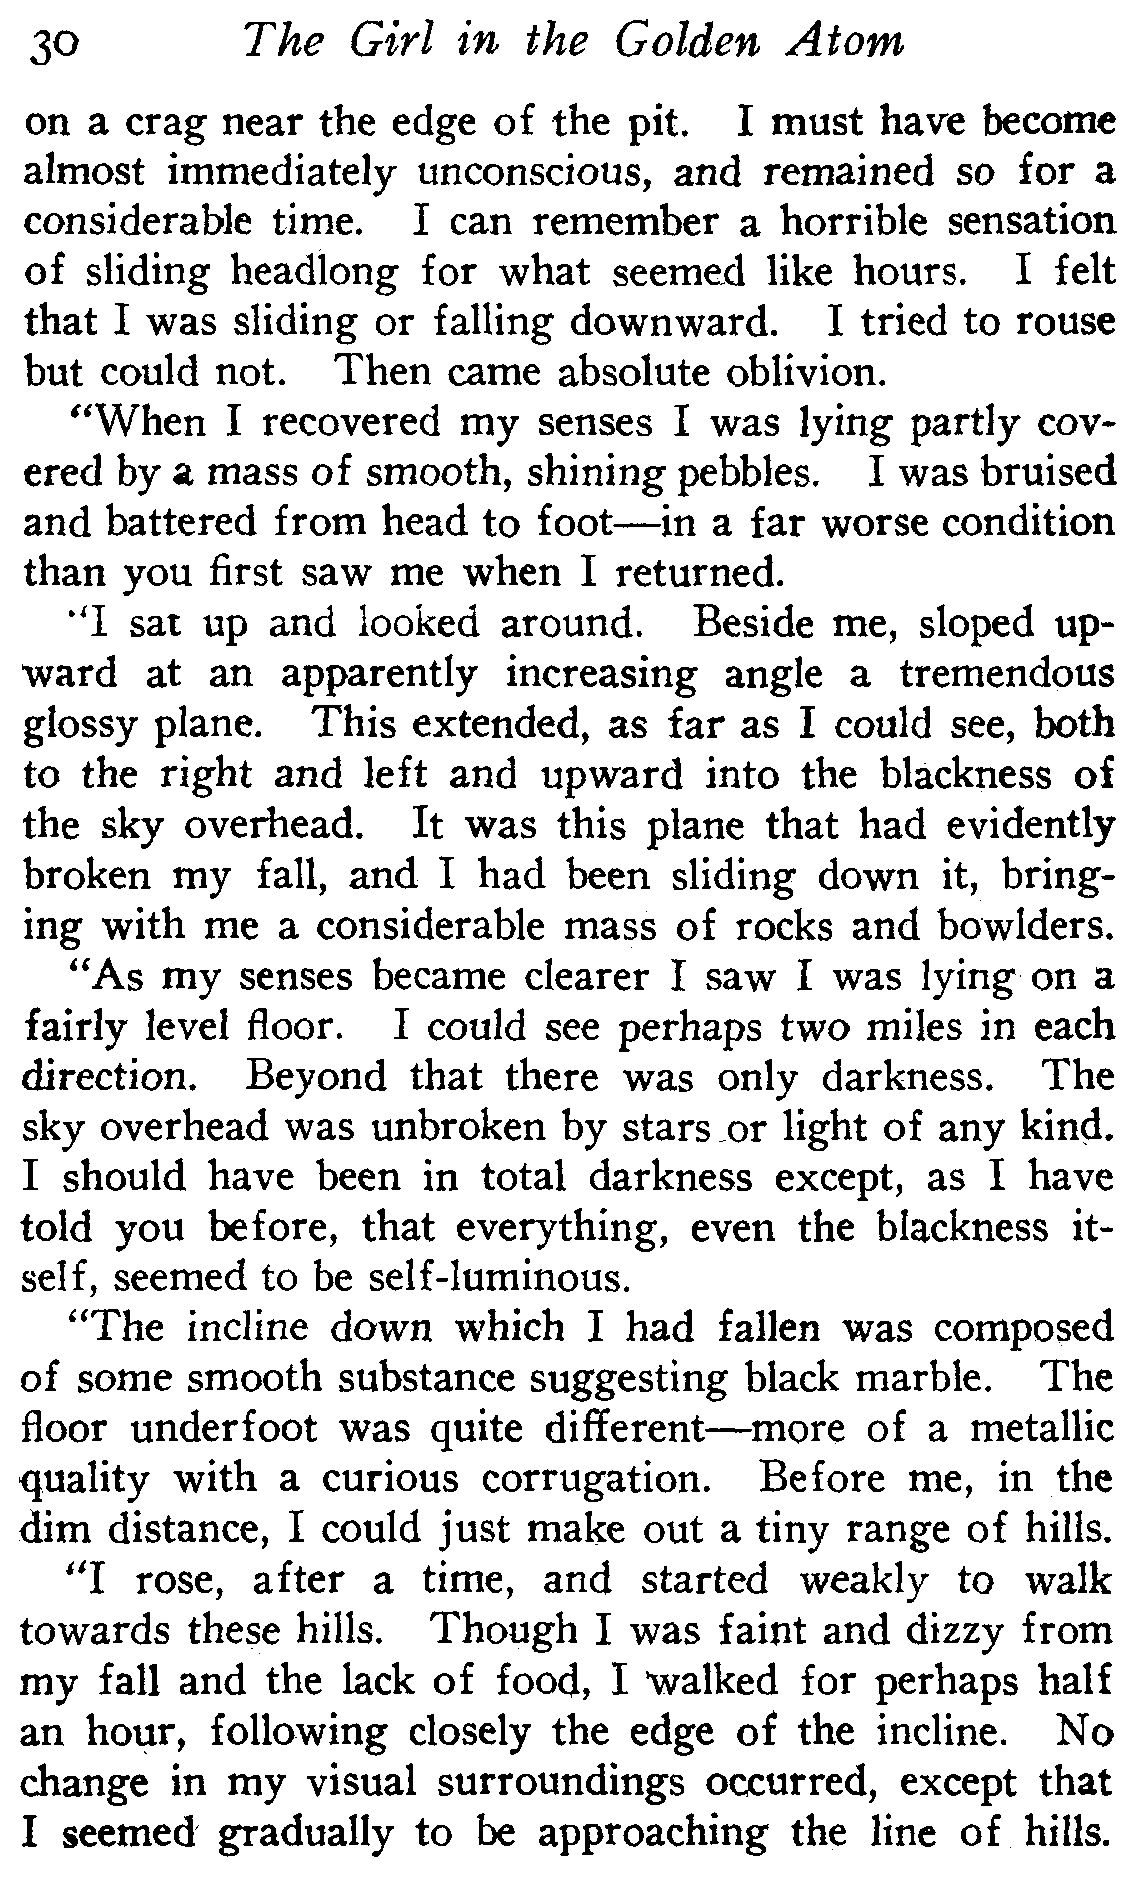 30 The Girl in the Golden Atom
on a crag near the edge of the pit. I must have become
almost immediately unconscious, and remained so for a
considerable time. I can remember a horrible sensation
of sliding headlong for what seemed like hours. I felt
that I was sliding or falling downward. I tried to rouse
but could not. Then came absolute oblivion.
"When I recovered my senses I was lying partly cov-
ered by a mass of smooth, shining pebbles. I was bruised
and battered from head to foot—in a far worse condition
than you first saw me when I returned.
"I sat up and looked around. Beside me, sloped up-
ward at an apparently increasing angle a tremendous
glossy plane. This extended, as far as I could see, both
to the right and left and upward into the blackness of
the sky overhead. It was this plane that had evidently
broken my fall, and I had been sliding down it, bring-
ing with me a considerable mass of rocks and bowlders.
"As my senses became clearer I saw I was lying on a
fairly level floor. I could see perhaps two miles in each
direction. Beyond that there was only darkness. The
sky overhead was unbroken by stars or light of any kind.
I should have been in total darkness except, as I have
told you before, that everything, even the blackness it-
self, seemed to be self-luminous.
"The incline down which I had fallen was composed
of some smooth substance suggesting black marble. The
floor underfoot was quite different—more of a metallic
quality with a curious corrugation. Before me, in the
dim distance, I could just make out a tiny range of hills.
"I rose, after a time, and started weakly to walk
towards these hills. Though I was faint and dizzy from
my fall and the lack of food, I walked for perhaps half
an hour, following closely the edge of the incline. No
change in my visual surroundings occurred, except that
I seemed gradually to be approaching the line of hills.